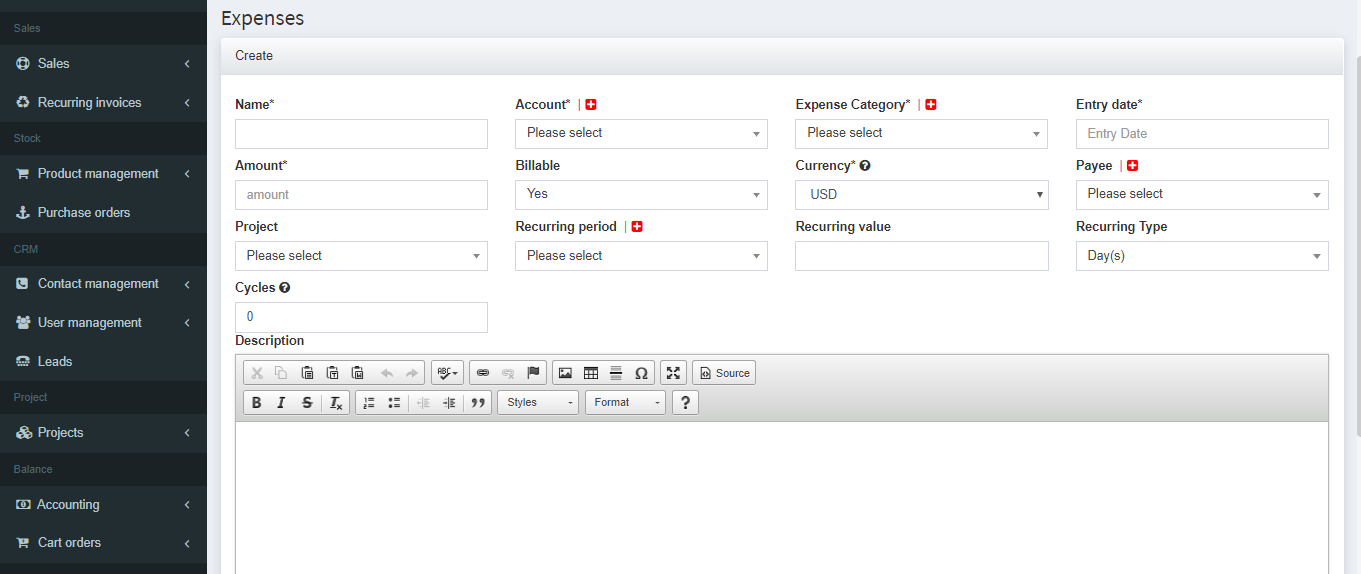 Sales
Sales
Recurring invoices
Stock
Product management
Purchase orders
CRM
Contact management
User management
Leads
Project
Projects
Balance
Accounting
Cart orders
Expenses
Create
Name* Account* | Expense Category* | Entry date*
Please select Please select Entry Date
Amount* Billable Currency* Payee |
amount Yes USD Please select
Project Recurring period | Recurring value Recurring Type
Please select Please select Day(s)
Cycles
0
Description
ABC Ω Source
B I S Tx Styles Format ?